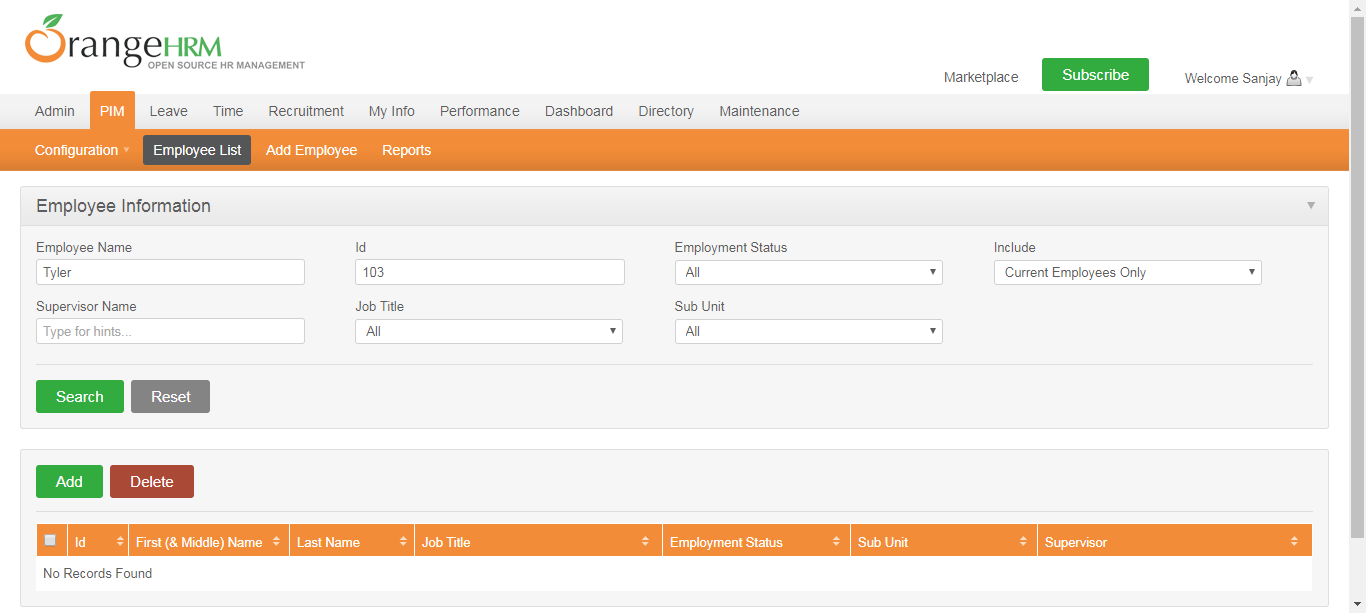 OrangeHRM
OPEN SOURCE HR MANAGEMENT
Marketplace Subscribe Welcome Sanjay
Admin PIM Leave Time Recruitment My Info Performance Dashboard Directory Maintenance
Configuration Employee List Add Employee Reports
Employee Information
Employee Name Id Employment Status Include
Tyler 103 All Current Employees Only
Supervisor Name Job Title Sub Unit
Type for hints... All All
Search Reset
Add Delete
Id First (& Middle) Name Last Name Job Title Employment Status Sub Unit Supervisor
No Records Found